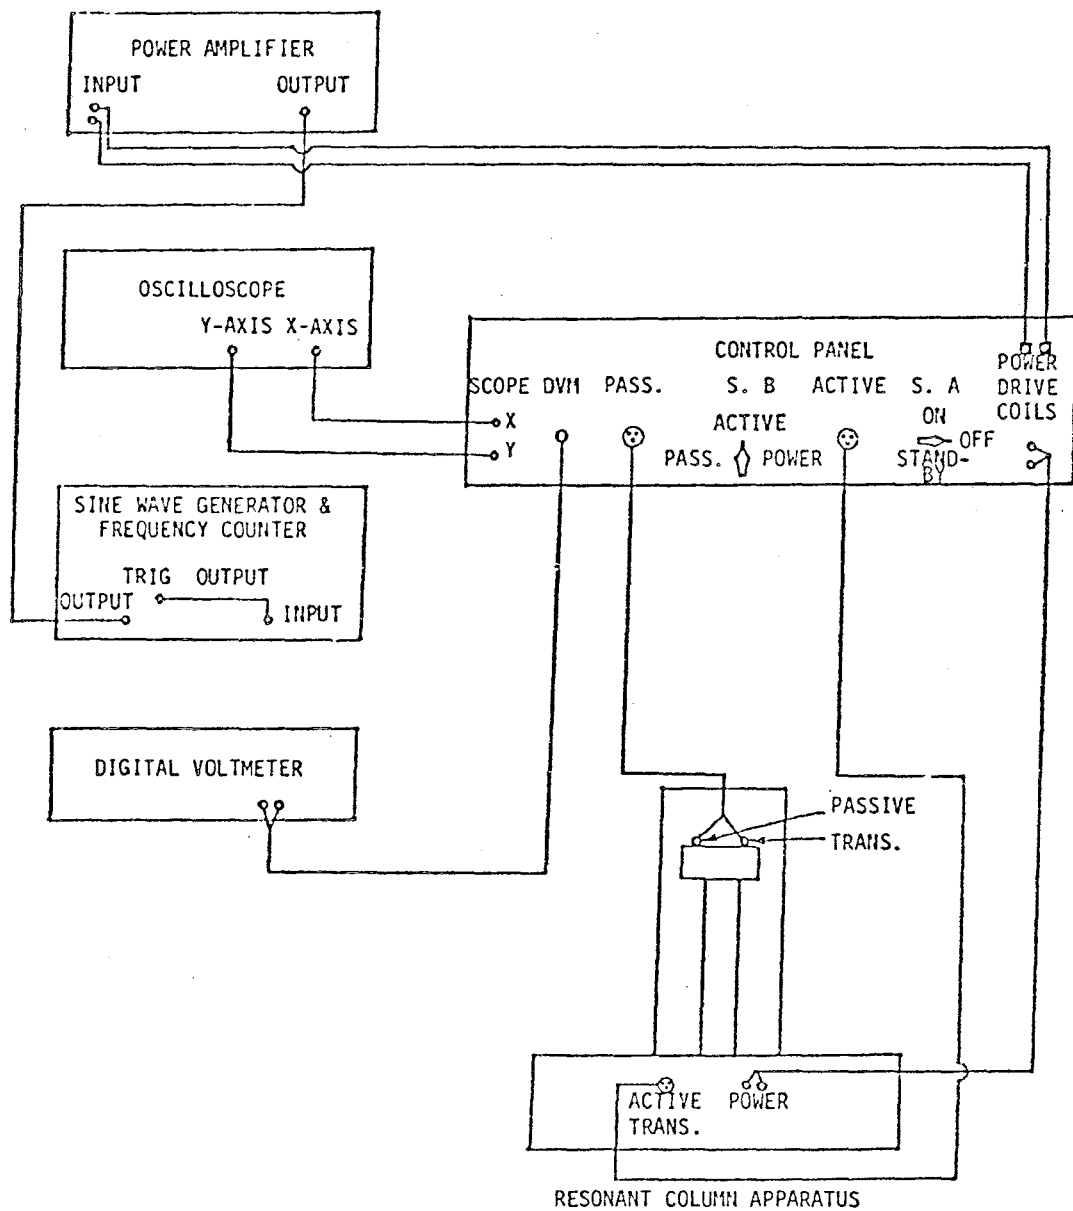 POWER AMPLIFIER
INPUT OUTPUT
OSCILLOSCOPE
Y-AXIS X-AXIS
CONTROL PANEL
SCOPE DVM PASS. S. B ACTIVE S. A
POWER
DRIVE
COILS
X
Y
ACTIVE
PASS. POWER
ON
OFF
STAND-
BY
SINE WAVE GENERATOR &
FREQUENCY COUNTER
TRIG OUTPUT
OUTPUT
INPUT
DIGITAL VOLTMETER
PASSIVE
TRANS.
ACTIVE POWER
TRANS.
RESONANT COLUMN APPARATUS